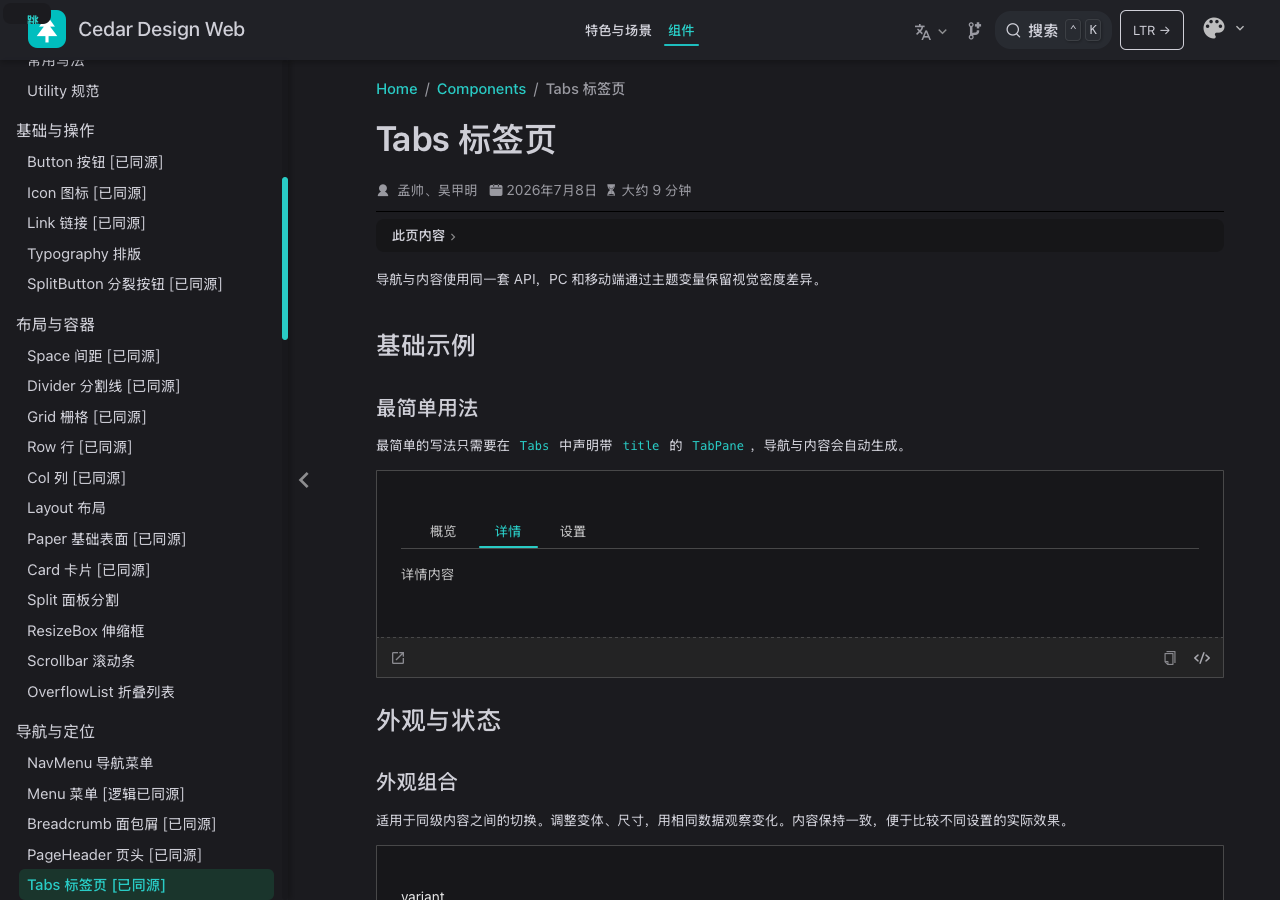 跳
Cedar Design Web
特色与场景
组件
搜索
^
K
LTR →
常用写法
Utility 规范
基础与操作
Button 按钮 [已同源]
Icon 图标 [已同源]
Link 链接 [已同源]
Typography 排版
SplitButton 分裂按钮 [已同源]
布局与容器
Space 间距 [已同源]
Divider 分割线 [已同源]
Grid 栅格 [已同源]
Row 行 [已同源]
Col 列 [已同源]
Layout 布局
Paper 基础表面 [已同源]
Card 卡片 [已同源]
Split 面板分割
ResizeBox 伸缩框
Scrollbar 滚动条
OverflowList 折叠列表
导航与定位
NavMenu 导航菜单
Menu 菜单 [逻辑已同源]
Breadcrumb 面包屑 [已同源]
PageHeader 页头 [已同源]
Tabs 标签页 [已同源]
Home / Components / Tabs 标签页
Tabs 标签页
孟帅、吴甲明 2026年7月8日 大约 9 分钟
此页内容 ›
导航与内容使用同一套 API，PC 和移动端通过主题变量保留视觉密度差异。
基础示例
最简单用法
最简单的写法只需要在 Tabs 中声明带 title 的 TabPane ，导航与内容会自动生成。
概览
详情
设置
详情内容
外观与状态
外观组合
适用于同级内容之间的切换。调整变体、尺寸，用相同数据观察变化。内容保持一致，便于比较不同设置的实际效果。
variant